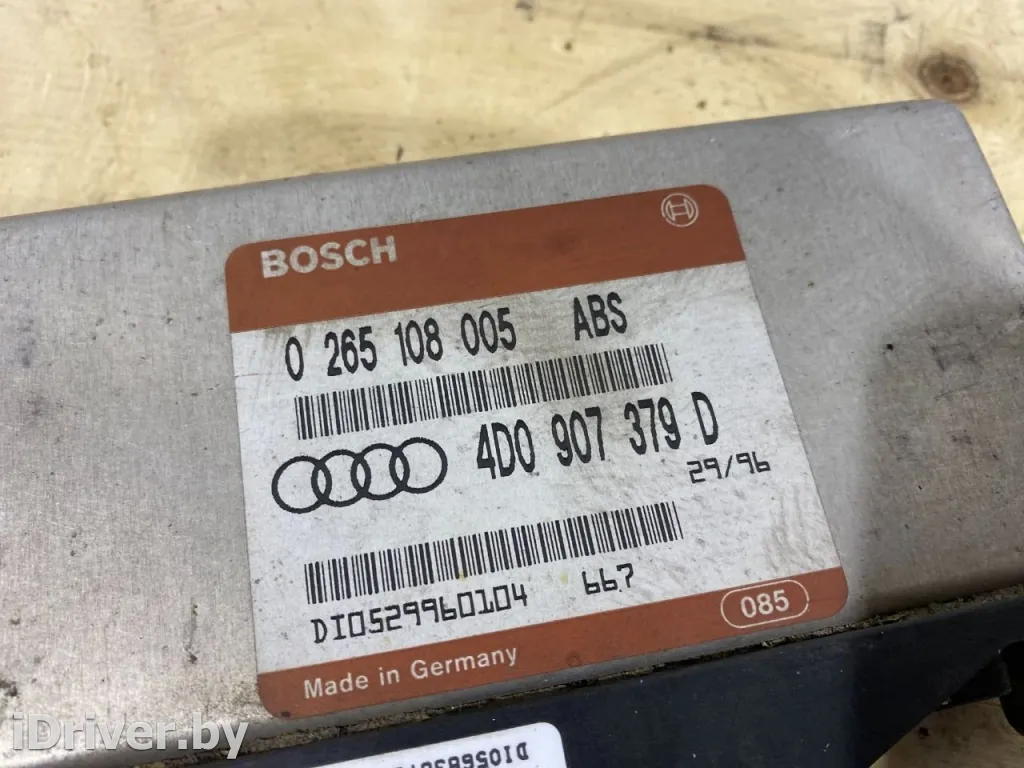 BOSCH
0 265 108 005 ABS
4D0 907 379 D
29/96
DI0529960104 667
085
Made in Germany
iDriver.by